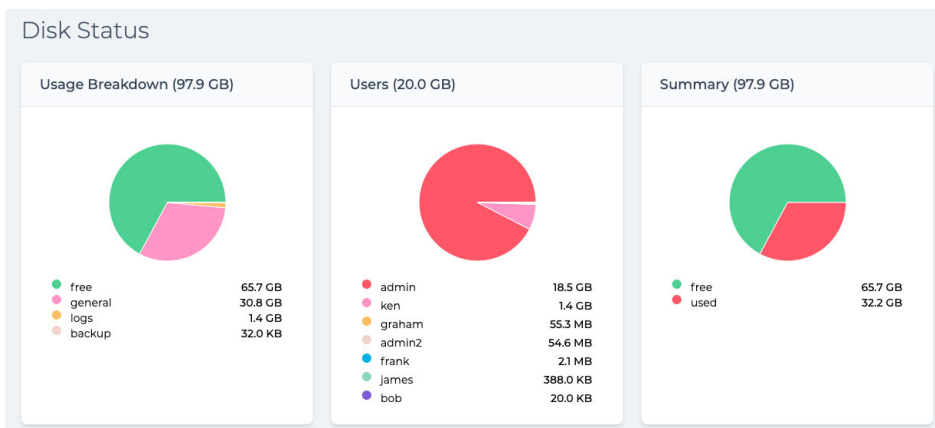 Disk Status
Usage Breakdown (97.9 GB)
free 65.7 GB
general 30.8 GB
logs 1.4 GB
backup 32.0 KB
Users (20.0 GB)
admin 18.5 GB
ken 1.4 GB
graham 55.3 MB
admin2 54.6 MB
frank 2.1 MB
james 388.0 KB
bob 20.0 KB
Summary (97.9 GB)
free 65.7 GB
used 32.2 GB